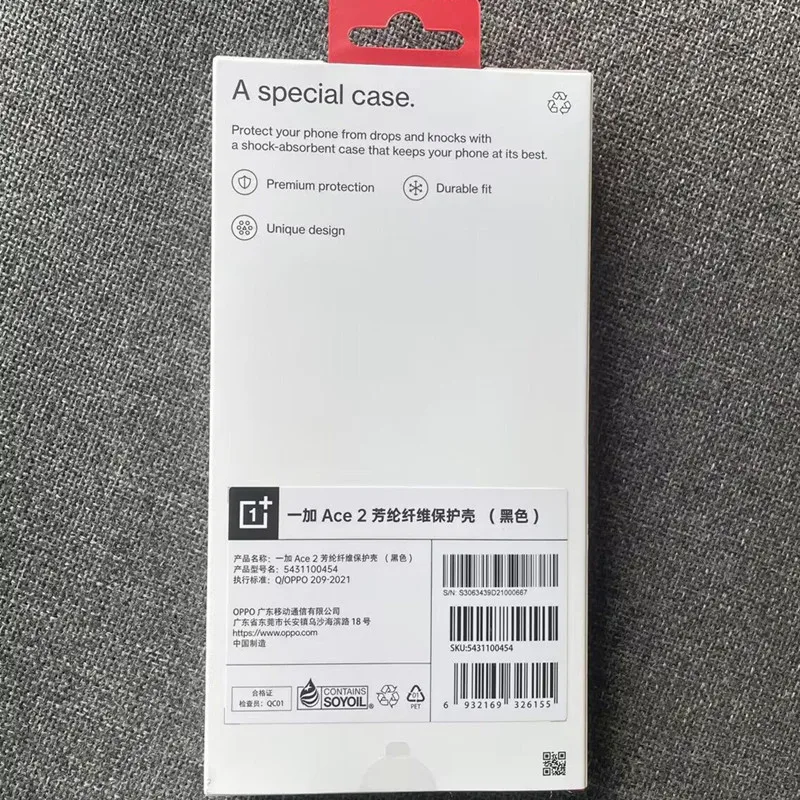 A special case.
Protect your phone from drops and knocks with
a shock-absorbent case that keeps your phone at its best.
Premium protection
Durable fit
Unique design
1+
一加 Ace 2 芳纶纤维保护壳 （黑色）
产品名称：一加 Ace 2 芳纶纤维保护壳 （黑色）
产品型号名：5431100454
执行标准：Q/OPPO 209-2021
OPPO 广东移动通信有限公司
广东省东莞市长安镇乌沙海滨路 18 号
https://www.oppo.com
中国制造
S/N: S3063439D21000667
SKU:5431100454
6 932169 326155
合格证
检查员：QC01
CONTAINS
SOYOIL®
01
PET